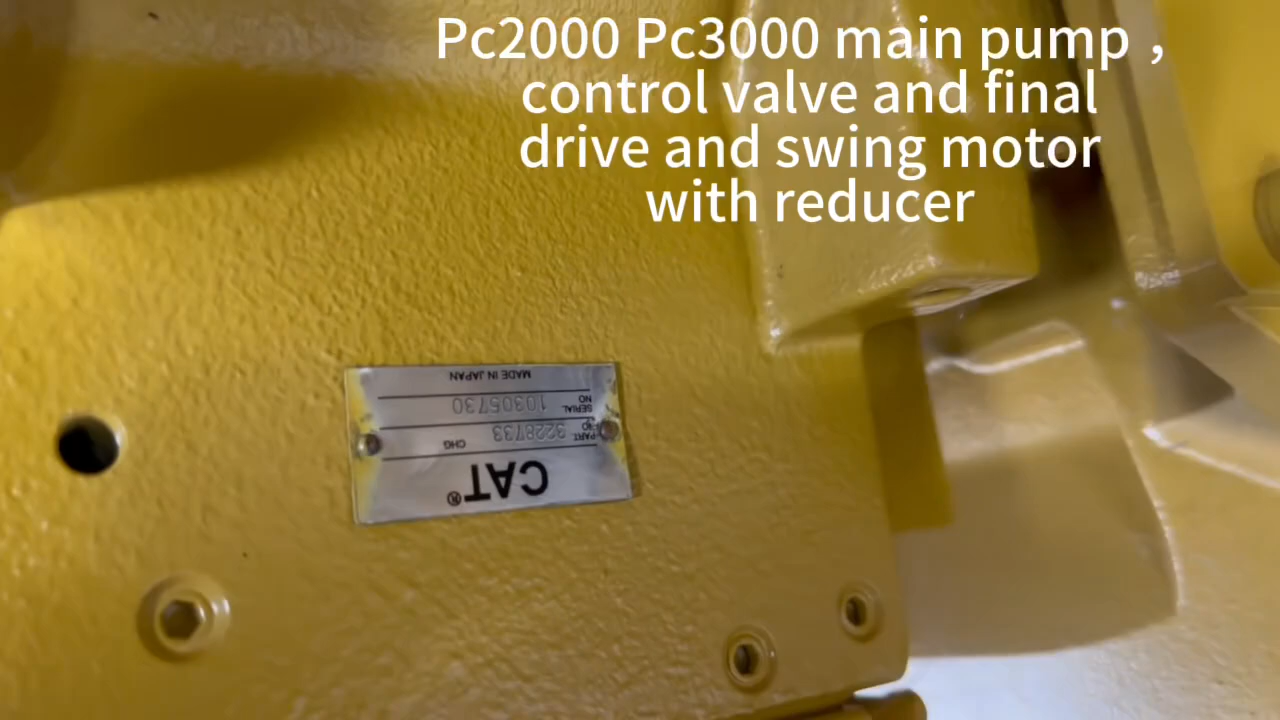 Pc2000 Pc3000 main pump ，
control valve and final
drive and swing motor
with reducer
CAT®
PART NO 3228733 CHG
SERIAL NO 10305730
MADE IN JAPAN